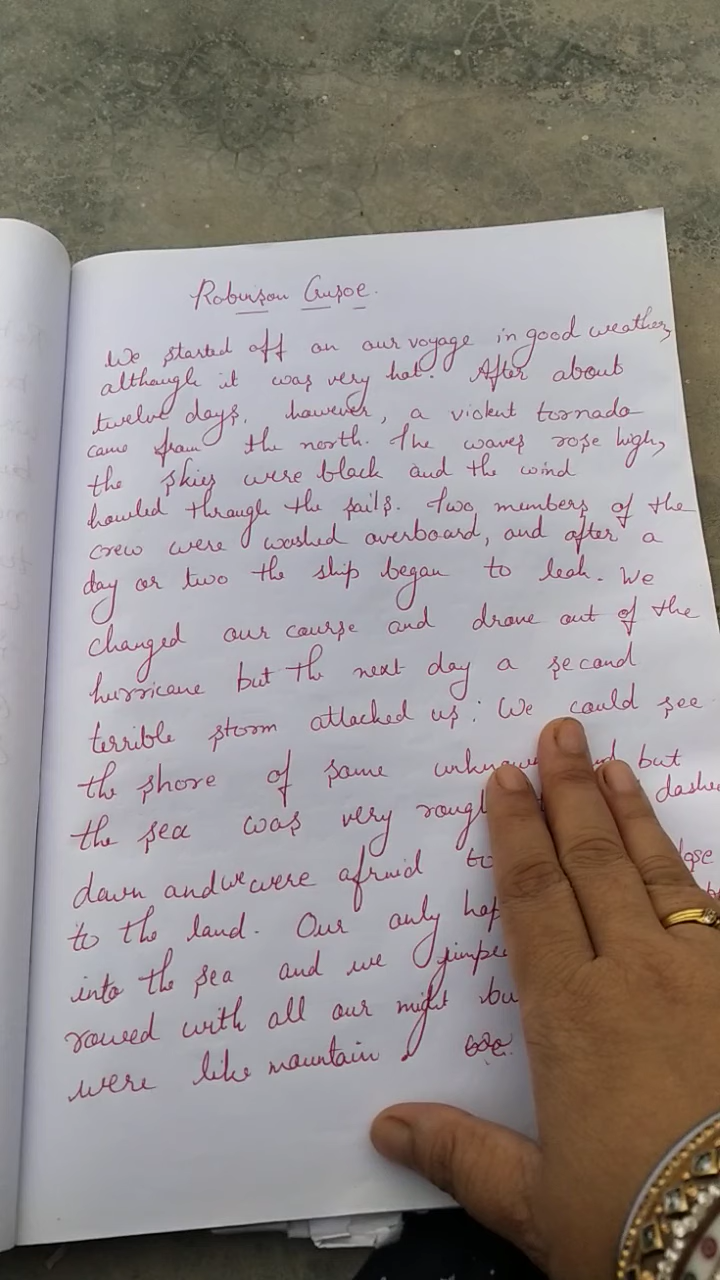 Robinson Crusoe.
We started off on our voyage in good weather,
although it was very hot. After about
twelve days, however, a violent tornado
came from the north. The waves rose high,
the skies were black and the wind
howled through the sails. Two members of the
crew were washed overboard, and after a
day or two the ship began to leak. We
changed our course and drove out of the
hurricane but the next day a second
terrible storm attacked us: We could see
the shore of some but
the sea was very
down and we were afraid
to the land. Our only
into the sea and we
rowed with all our might
were like mountain